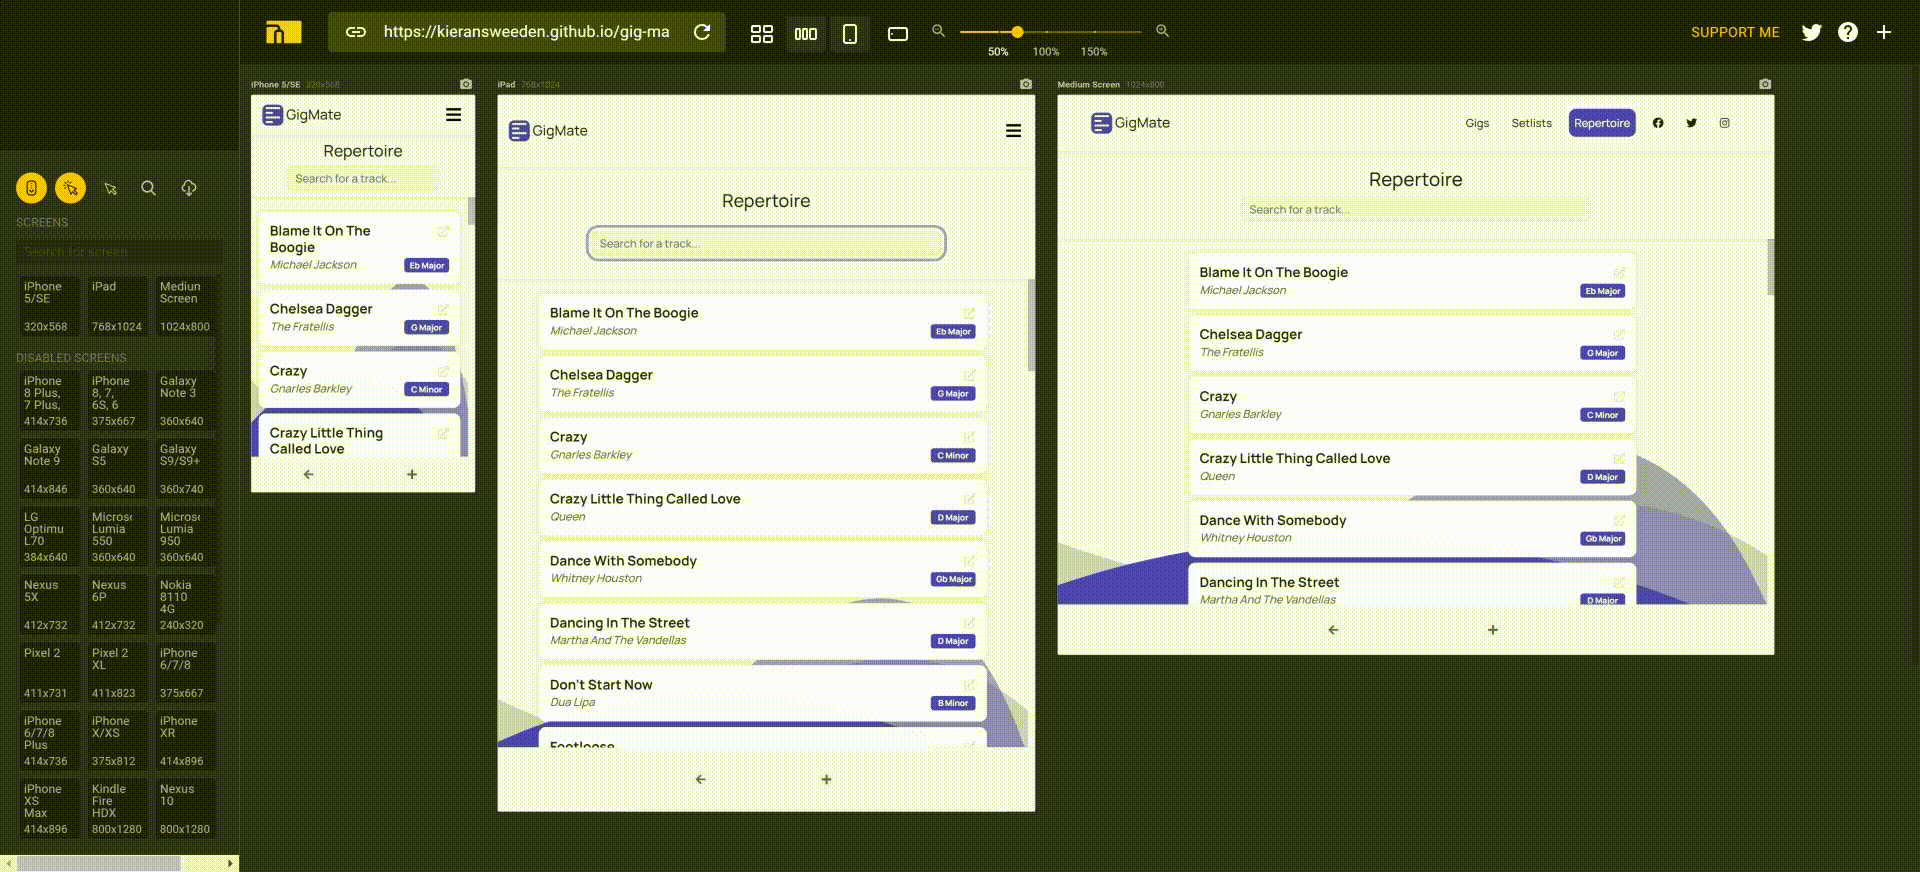 https://kieransweeden.github.io/gig-ma
50%
100%
150%
SUPPORT ME
SCREENS
Search for screen
iPhone 5/SE
320x568
iPad
768x1024
Medium Screen
1024x800
DISABLED SCREENS
iPhone 8 Plus, 7 Plus,
414x736
iPhone 8, 7, 6S, 6
375x667
Galaxy Note 3
360x640
Galaxy Note 9
414x846
Galaxy S5
360x640
Galaxy S9/S9+
360x740
LG Optimu L70
384x640
Microsc Lumia 550
360x640
Microsc Lumia 950
360x640
Nexus 5X
412x732
Nexus 6P
412x732
Nokia 8110 4G
240x320
Pixel 2
411x731
Pixel 2 XL
411x823
iPhone 6/7/8
375x667
iPhone 6/7/8 Plus
414x736
iPhone X/XS
375x812
iPhone XR
414x896
iPhone XS Max
414x896
Kindle Fire HDX
800x1280
Nexus 10
800x1280
iPhone 5/SE 320x568
GigMate
Repertoire
Search for a track...
Blame It On The Boogie
Michael Jackson
Eb Major
Chelsea Dagger
The Fratellis
G Major
Crazy
Gnarles Barkley
C Minor
Crazy Little Thing Called Love
iPad 768x1024
GigMate
Repertoire
Search for a track...
Blame It On The Boogie
Michael Jackson
Eb Major
Chelsea Dagger
The Fratellis
G Major
Crazy
Gnarles Barkley
C Minor
Crazy Little Thing Called Love
Queen
D Major
Dance With Somebody
Whitney Houston
Gb Major
Dancing In The Street
Martha And The Vandellas
D Major
Don't Start Now
Dua Lipa
B Minor
Footloose
Medium Screen 1024x800
GigMate
Gigs
Setlists
Repertoire
Repertoire
Search for a track...
Blame It On The Boogie
Michael Jackson
Eb Major
Chelsea Dagger
The Fratellis
G Major
Crazy
Gnarles Barkley
C Minor
Crazy Little Thing Called Love
Queen
D Major
Dance With Somebody
Whitney Houston
Gb Major
Dancing In The Street
Martha And The Vandellas
D Major